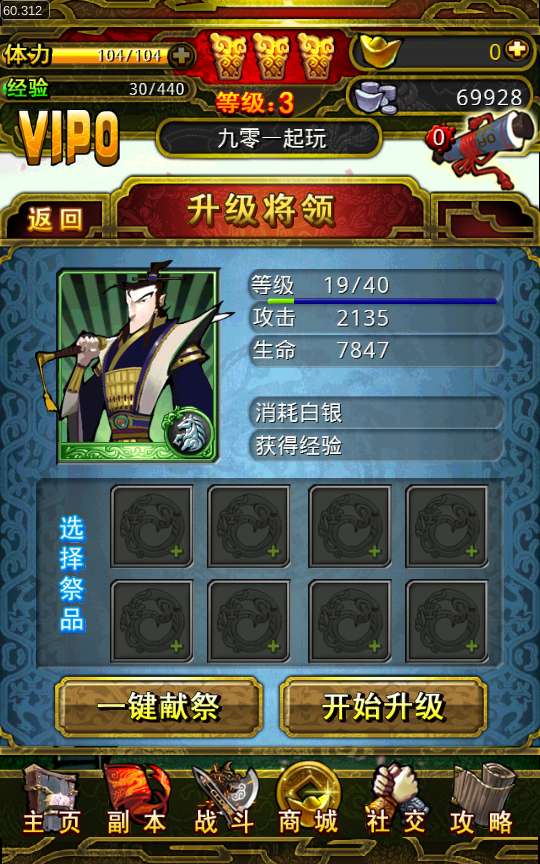 60.312
体力 104/104
0
经验 30/440
等级:3
69928
VIP0
九零一起玩
0
返回
升级将领
等级 19/40
攻击 2135
生命 7847
消耗白银
获得经验
选择祭品
一键献祭
开始升级
主页 副本 战斗 商城 社交 攻略